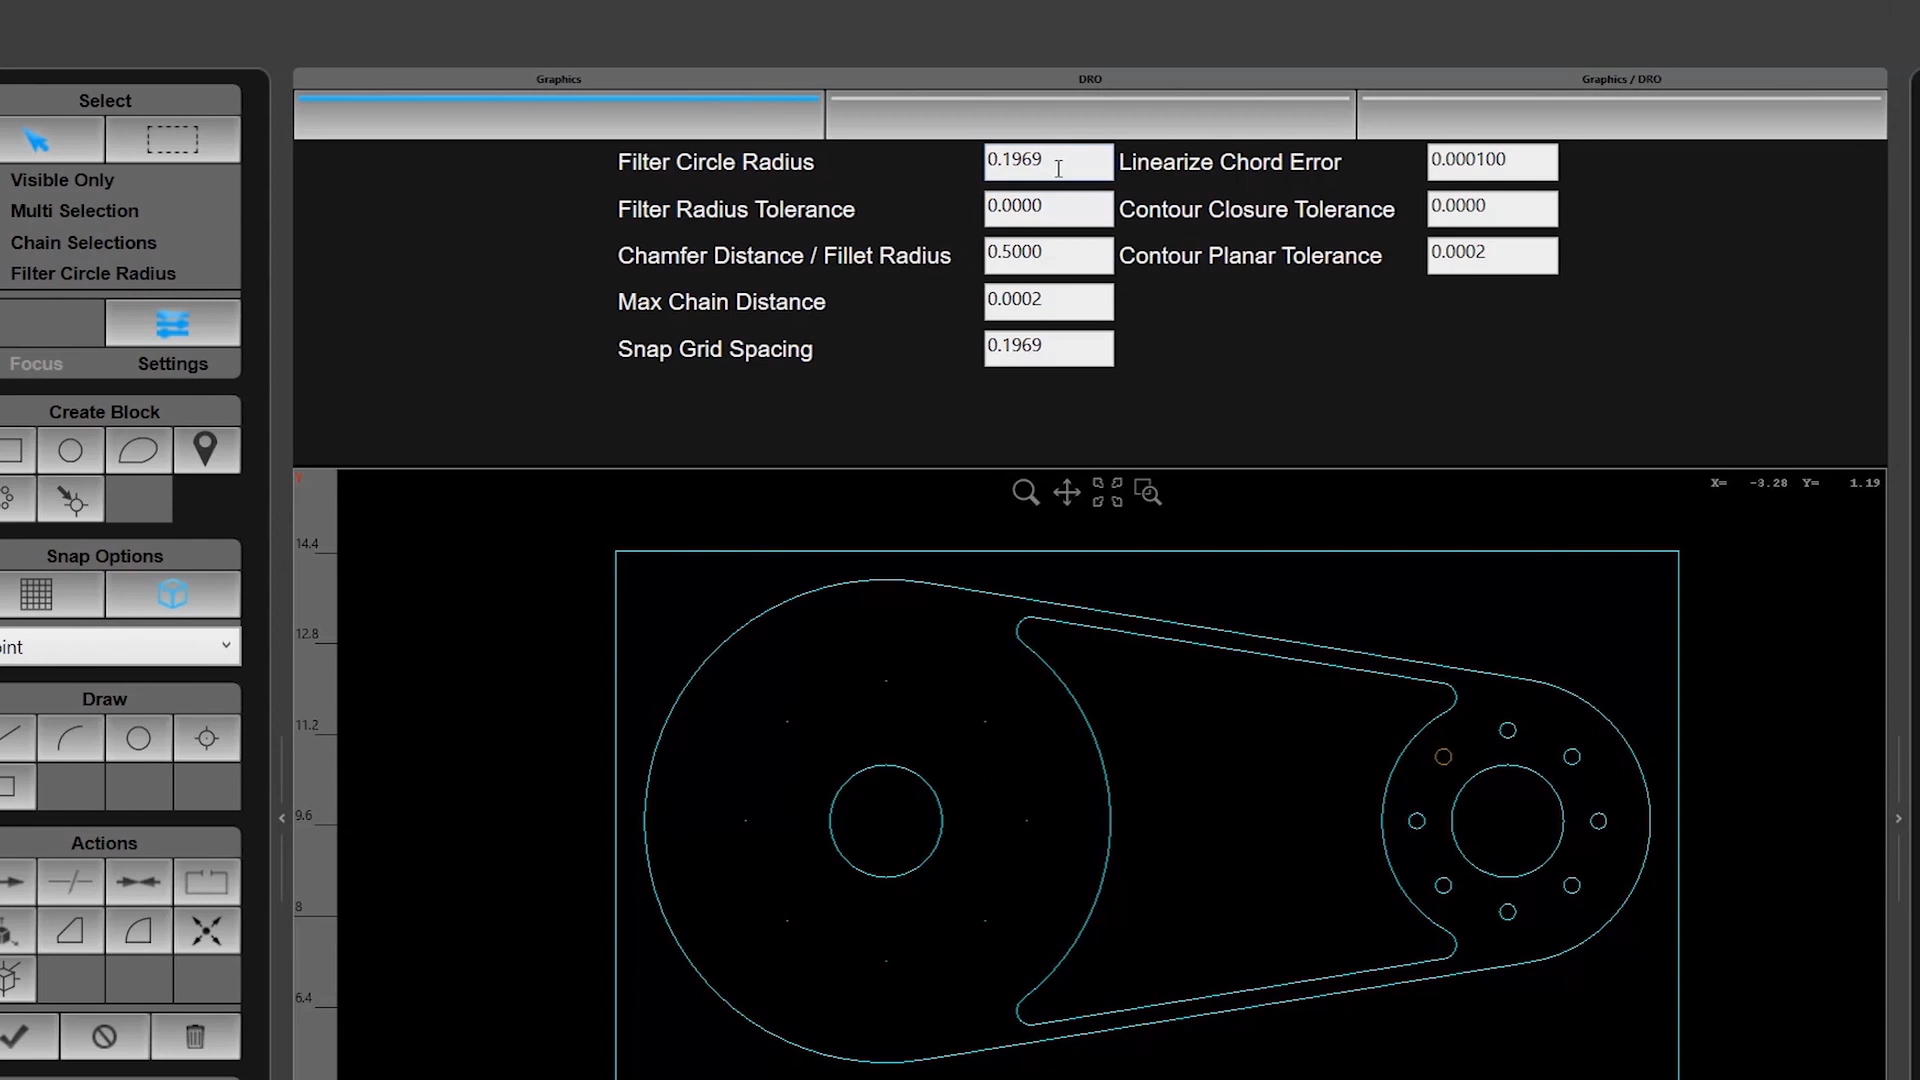 Graphics
DRO
Graphics / DRO
Select
Visible Only
Multi Selection
Chain Selections
Filter Circle Radius
Focus
Settings
Create Block
Snap Options
oint
Draw
Actions
Filter Circle Radius
0.1969
Linearize Chord Error
0.000100
Filter Radius Tolerance
0.0000
Contour Closure Tolerance
0.0000
Chamfer Distance / Fillet Radius
0.5000
Contour Planar Tolerance
0.0002
Max Chain Distance
0.0002
Snap Grid Spacing
0.1969
Y
X= -3.28 Y= 1.19
14.4
12.8
11.2
9.6
8
6.4